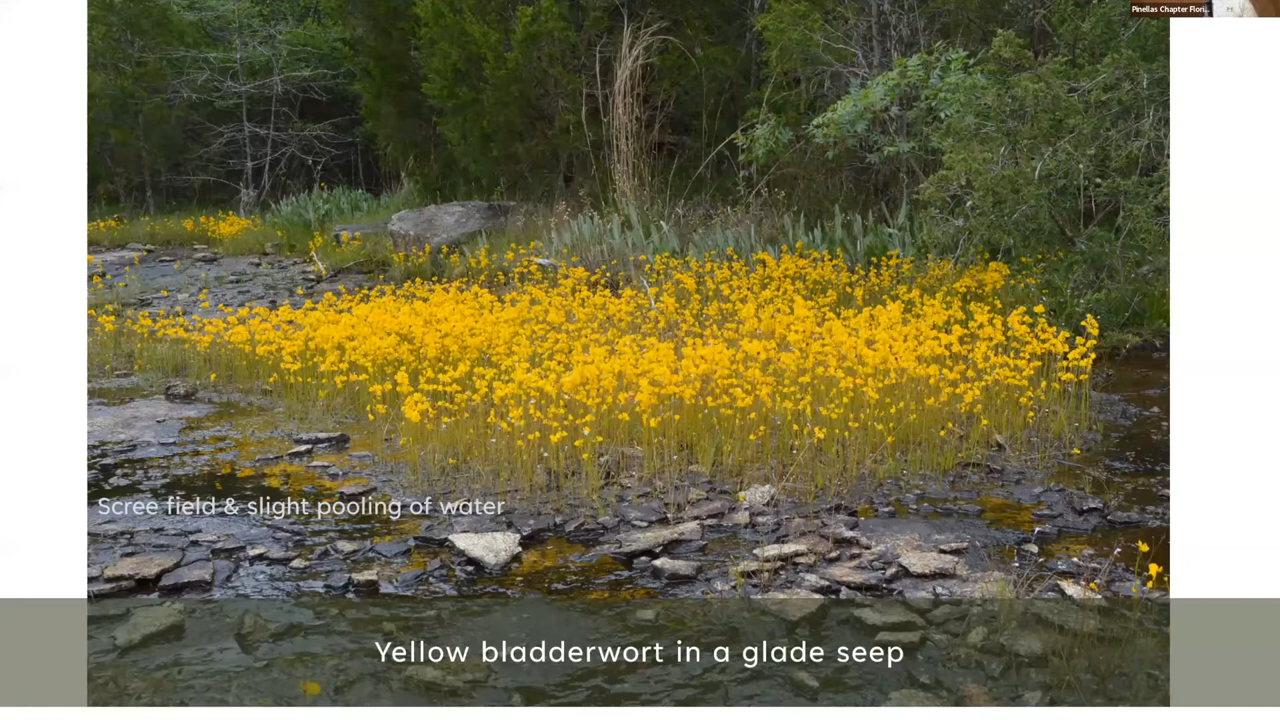 Pinellas Chapter Flori...
Scree field & slight pooling of water
Yellow bladderwort in a glade seep